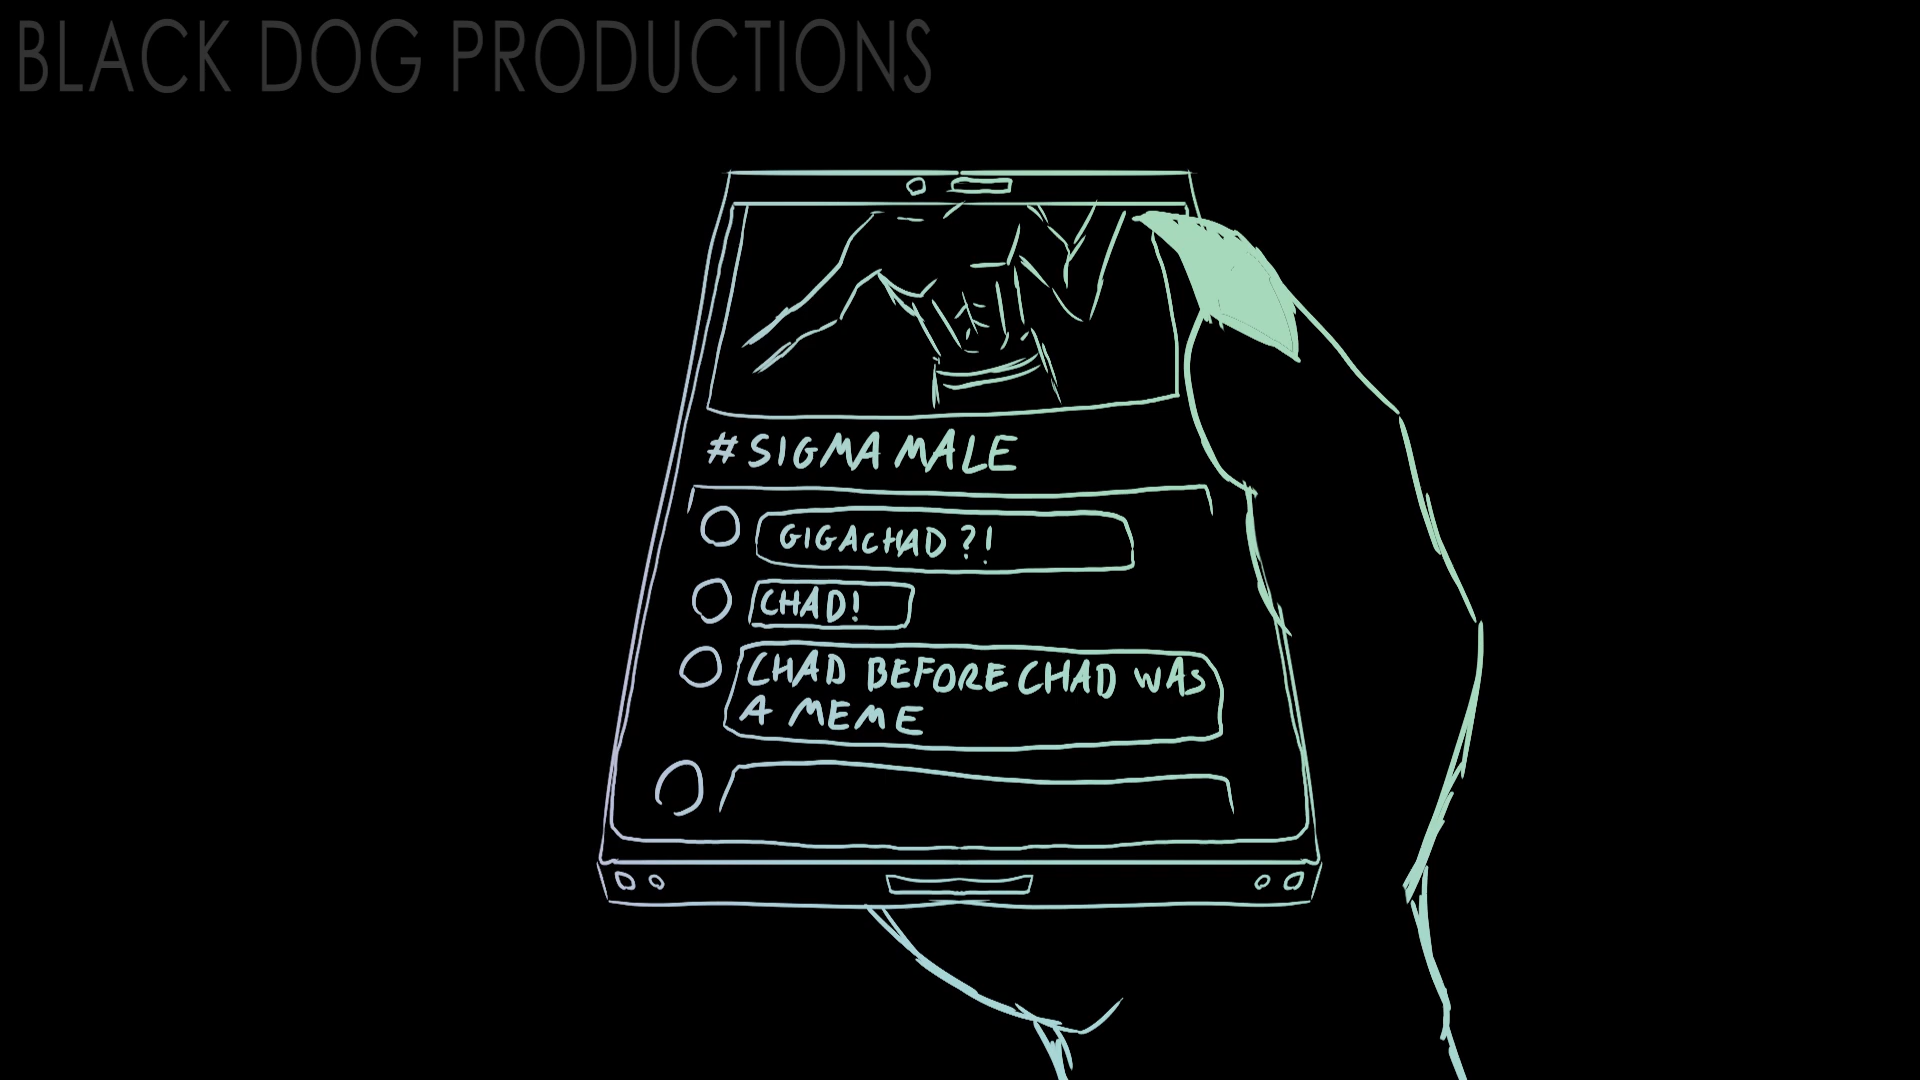 BLACK DOG PRODUCTIONS
# SIGMA MALE
GIGACHAD?!
CHAD!
CHAD BEFORE CHAD WAS
A MEME